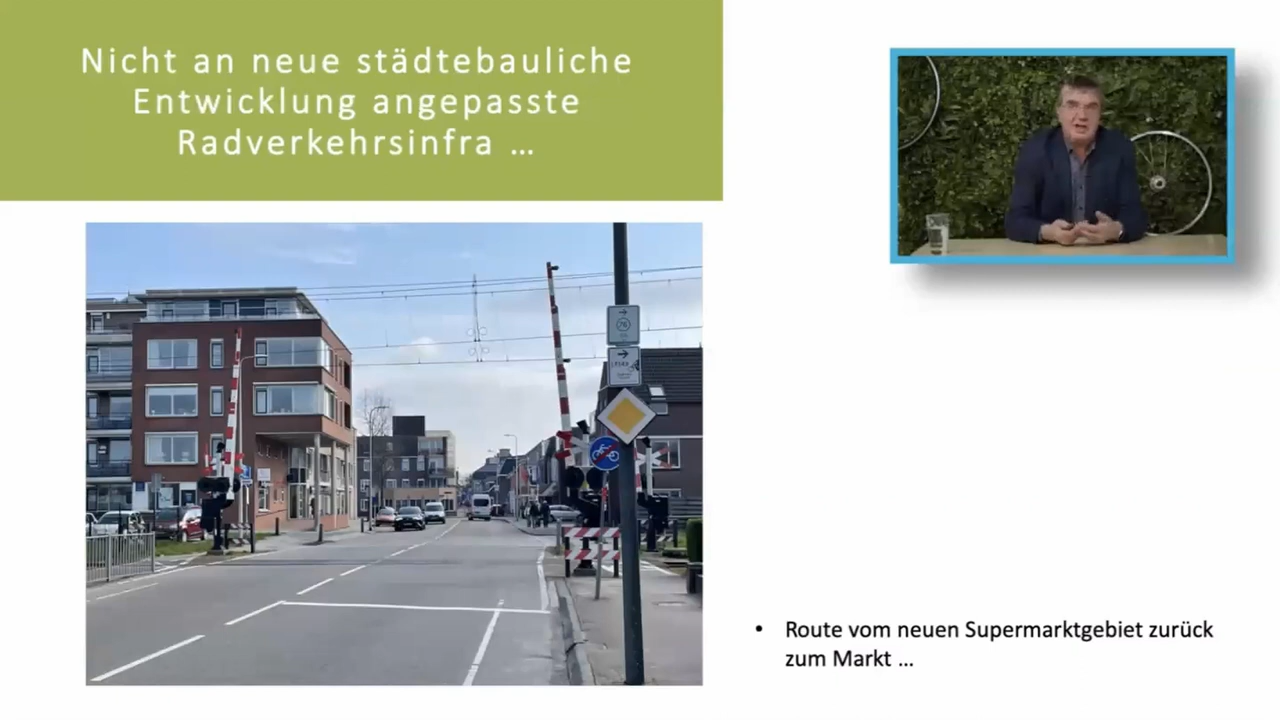 Nicht an neue städtebauliche
Entwicklung angepasste
Radverkehrsinfra ...
• Route vom neuen Supermarktgebiet zurück
zum Markt ...